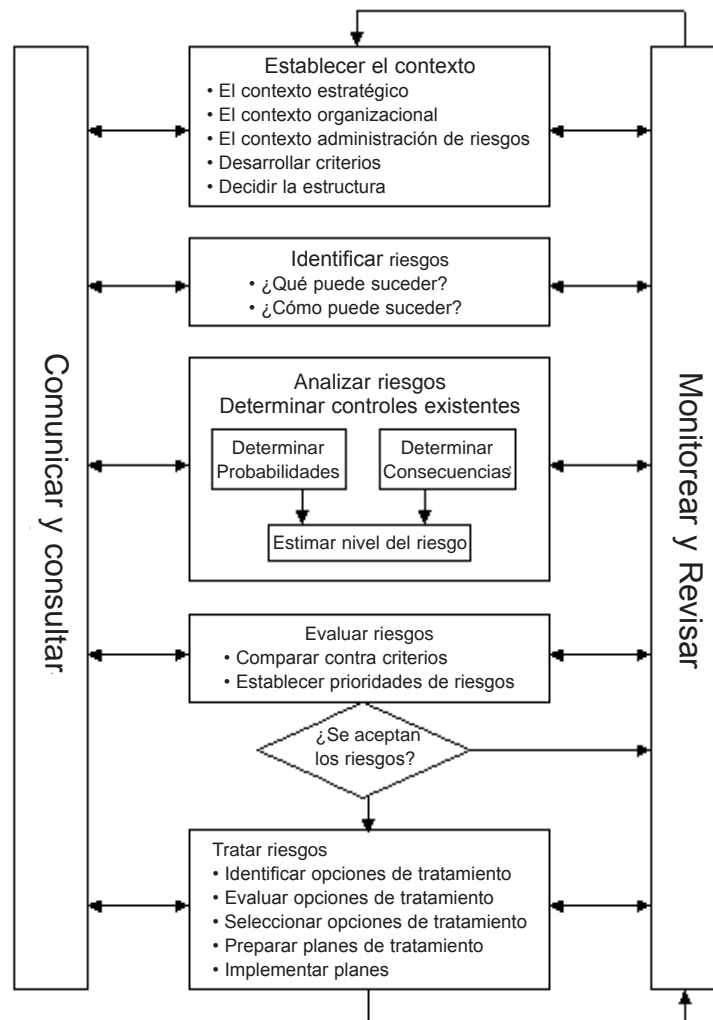 Establecer el contexto
• El contexto estratégico
• El contexto organizacional
• El contexto administración de riesgos
• Desarrollar criterios
• Decidir la estructura
Identificar riesgos
• ¿Qué puede suceder?
• ¿Cómo puede suceder?
Analizar riesgos
Determinar controles existentes
Determinar
Probabilidades
Determinar
Consecuencias
Estimar nivel del riesgo
Evaluar riesgos
• Comparar contra criterios
• Establecer prioridades de riesgos
¿Se aceptan
los riesgos?
Tratar riesgos
• Identificar opciones de tratamiento
• Evaluar opciones de tratamiento
• Seleccionar opciones de tratamiento
• Preparar planes de tratamiento
• Implementar planes
Comunicar y consultar
Monitorear y Revisar